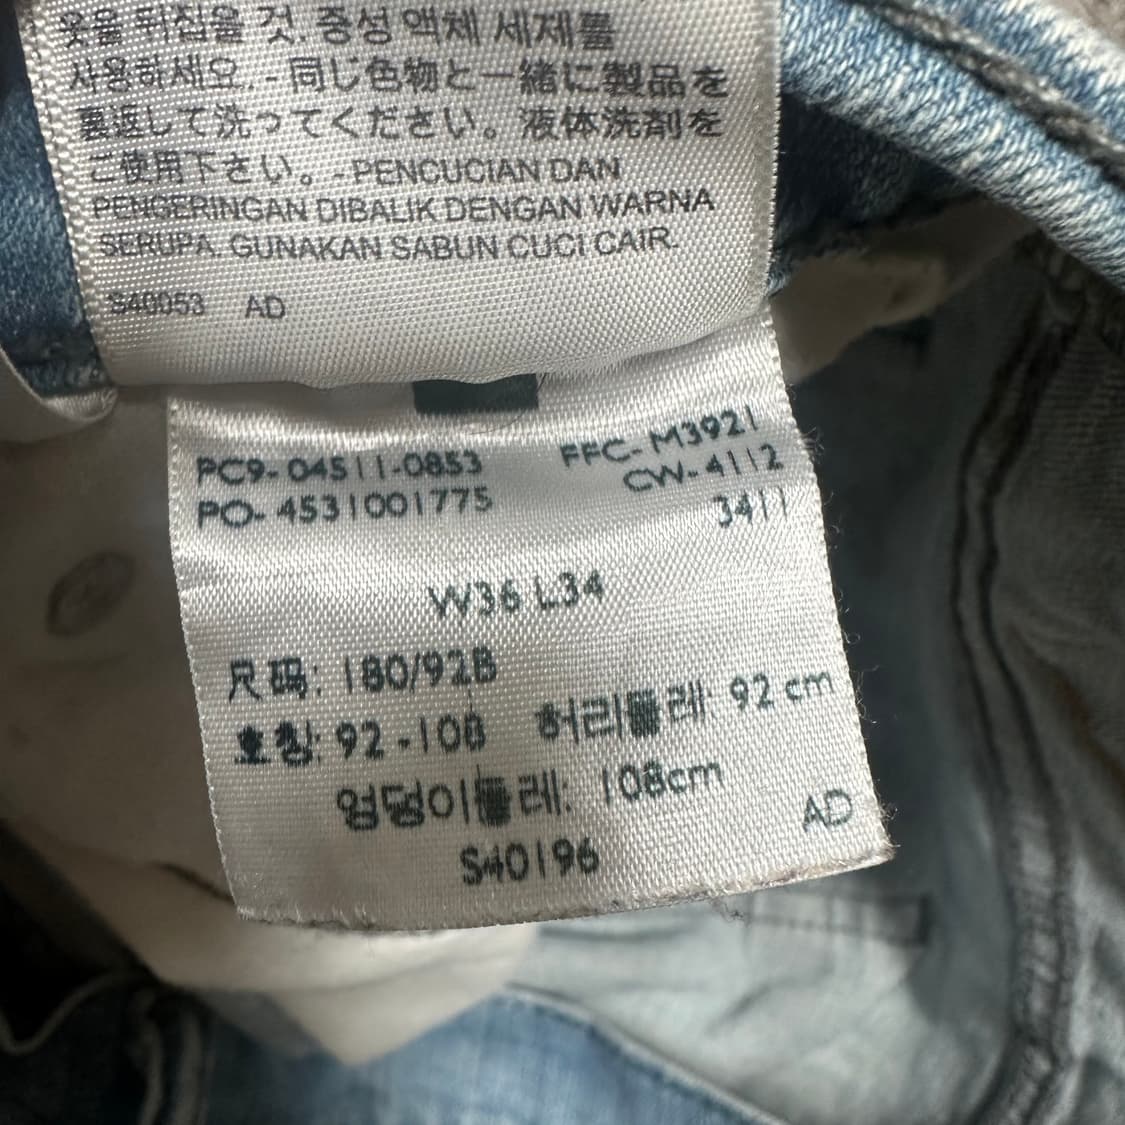 옷을 뒤집을 것. 중성 액체 세제를
사용하세요. - 同じ色物と一緒に製品を
裏返して洗ってください。液体洗剤を
ご使用下さい。- PENCUCIAN DAN
PENGERINGAN DIBALIK DENGAN WARNA
SERUPA. GUNAKAN SABUN CUCI CAIR.
S40053 AD
PC9-04511-0853 FFC-M3921
PO-4531001775 CW-4112
3411
W36 L34
尺码: 180/92B
호칭: 92-108 허리둘레: 92 cm
엉덩이둘레: 108cm
AD
S40196